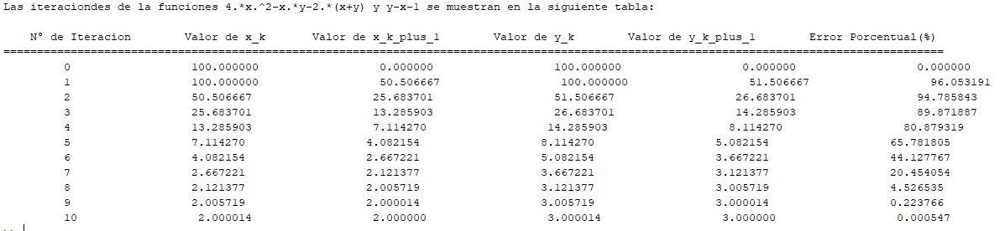 Las iteraciondes de la funciones 4.*x.^2-x.*y-2.*(x+y) y y-x-1 se muestran en la siguiente tabla:
N° de Iteracion Valor de x_k Valor de x_k_plus_1 Valor de y_k Valor de y_k_plus_1 Error Porcentual(%)
0 100.000000 0.000000 100.000000 0.000000 0.000000
1 100.000000 50.506667 100.000000 51.506667 96.053191
2 50.506667 25.683701 51.506667 26.683701 94.785843
3 25.683701 13.285903 26.683701 14.285903 89.871887
4 13.285903 7.114270 14.285903 8.114270 80.879319
5 7.114270 4.082154 8.114270 5.082154 65.781805
6 4.082154 2.667221 5.082154 3.667221 44.127767
7 2.667221 2.121377 3.667221 3.121377 20.454054
8 2.121377 2.005719 3.121377 3.005719 4.526535
9 2.005719 2.000014 3.005719 3.000014 0.223766
10 2.000014 2.000000 3.000014 3.000000 0.000547